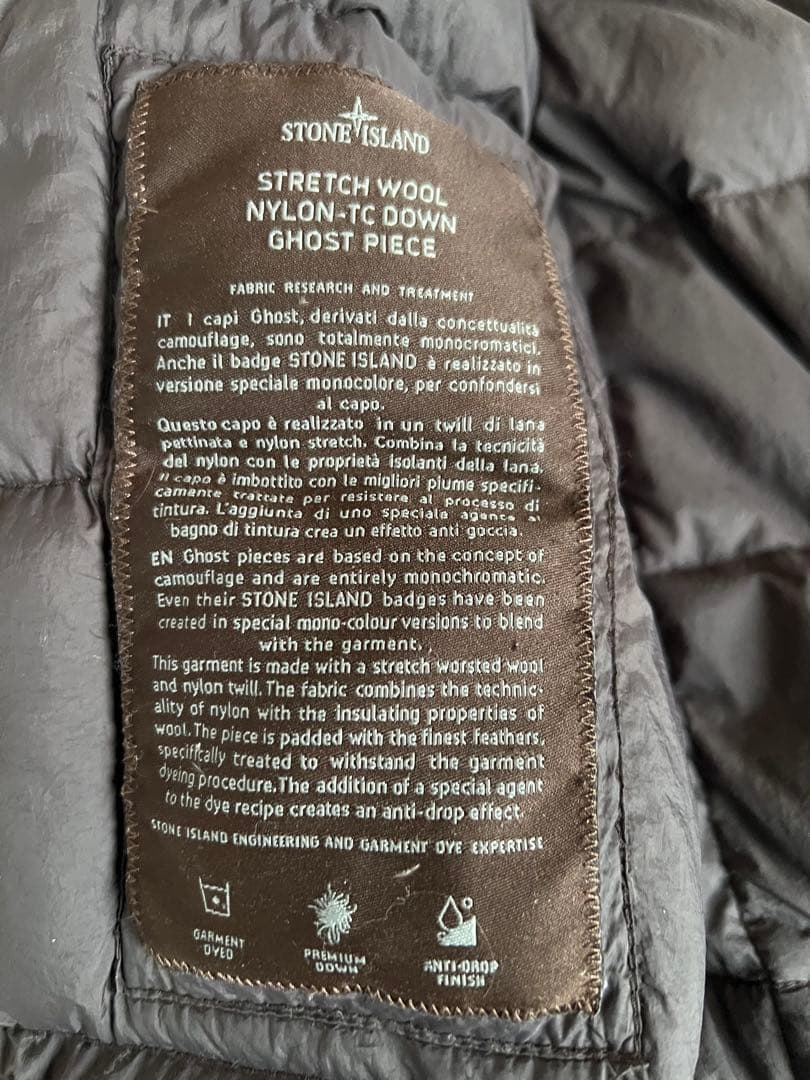 STONE ISLAND
STRETCH WOOL
NYLON-TC DOWN
GHOST PIECE
FABRIC RESEARCH AND TREATMENT
IT I capi Ghost, derivati dalla concettualità
camouflage, sono totalmente monocromatici.
Anche il badge STONE ISLAND è realizzato in
versione speciale monocolore, per confondersi
al capo.
Questo capo è realizzato in un twill di lana
pettinata e nylon stretch. Combina la tecnicità
del nylon con le proprietà isolanti della lana.
Il capo è imbottito con le migliori piume specifi-
camente trattate per resistere al processo di
tintura. L'aggiunta di uno speciale agente al
bagno di tintura crea un effetto anti goccia.
EN Ghost pieces are based on the concept of
camouflage and are entirely monochromatic.
Even their STONE ISLAND badges have been
created in special mono-colour versions to blend
with the garment.
This garment is made with a stretch worsted wool
and nylon twill. The fabric combines the technic-
ality of nylon with the insulating properties of
wool. The piece is padded with the finest feathers,
specifically treated to withstand the garment
dyeing procedure. The addition of a special agent
to the dye recipe creates an anti-drop effect.
STONE ISLAND ENGINEERING AND GARMENT DYE EXPERTISE
GARMENT
DYED
PREMIUM
DOWN
ANTI-DROP
FINISH